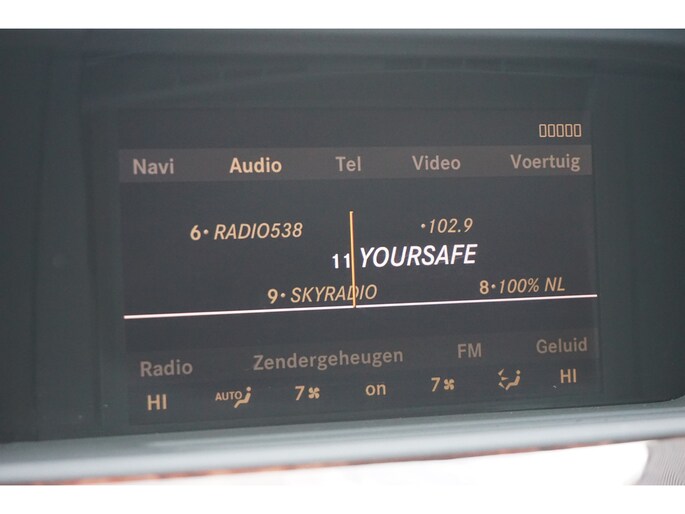 Navi Audio Tel Video Voertuig
6• RADIO538 •102.9
11 YOURSAFE
9• SKYRADIO 8•100% NL
Radio Zendergeheugen FM Geluid
HI AUTO 7 on 7 HI